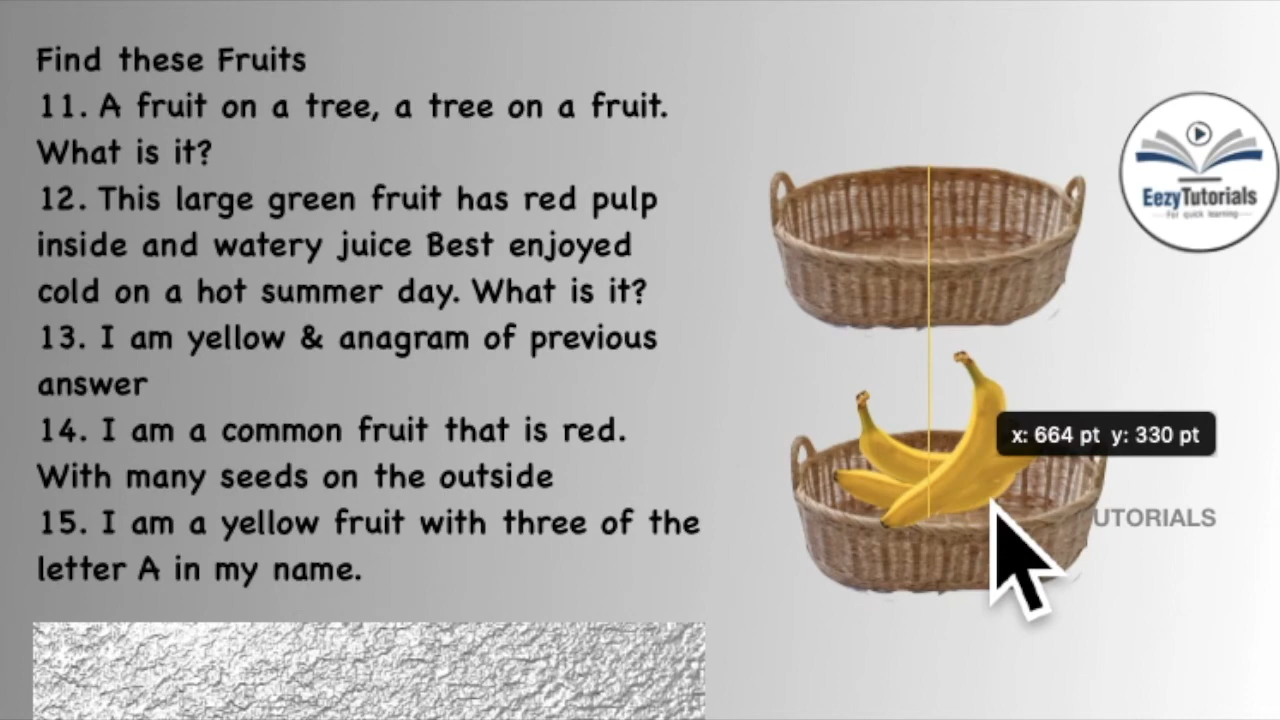 Find these Fruits
11. A fruit on a tree, a tree on a fruit.
What is it?
12. This large green fruit has red pulp
inside and watery juice Best enjoyed
cold on a hot summer day. What is it?
13. I am yellow & anagram of previous
answer
14. I am a common fruit that is red.
With many seeds on the outside
15. I am a yellow fruit with three of the
letter A in my name.
EezyTutorials
For quick learning
x: 664 pt y: 330 pt
UTORIALS